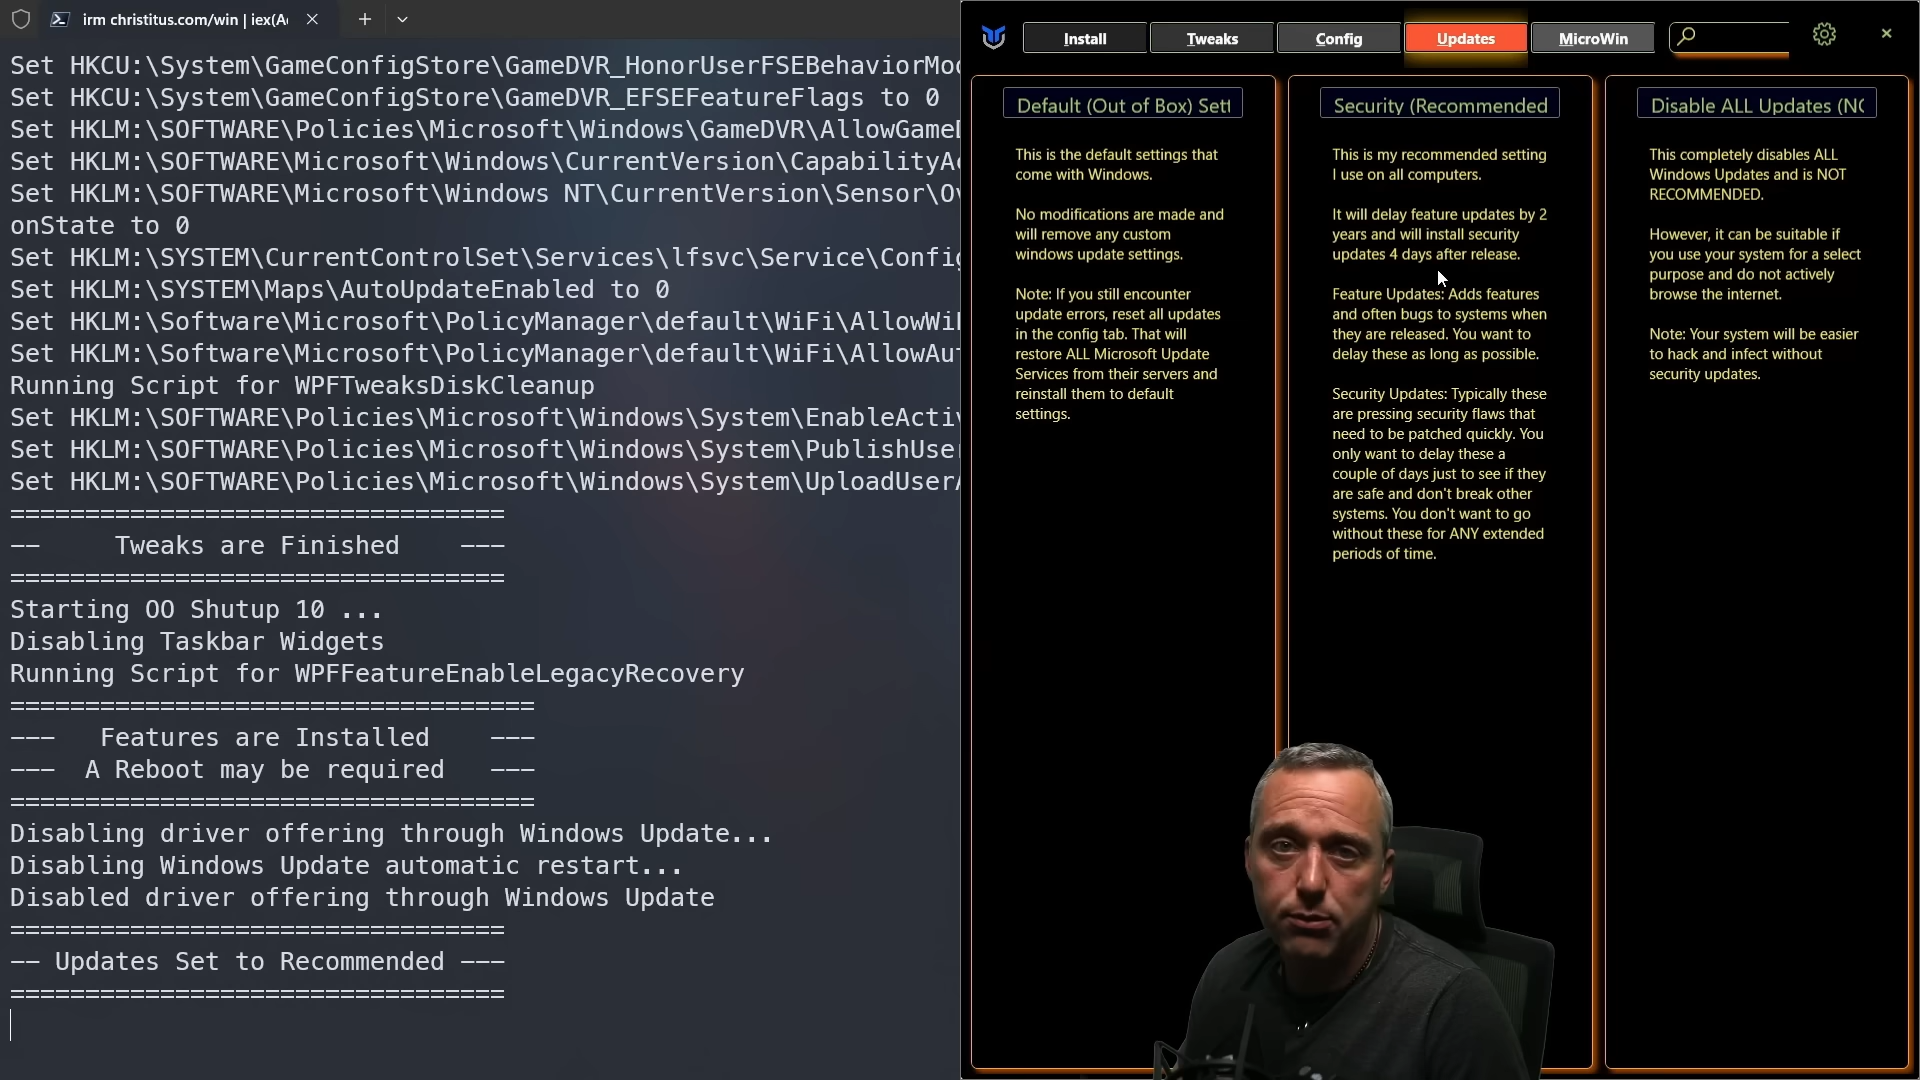 irm christitus.com/win | iex(A
Set HKCU:\System\GameConfigStore\GameDVR_HonorUserFSEBehaviorMo
Set HKCU:\System\GameConfigStore\GameDVR_EFSEFeatureFlags to 0
Set HKLM:\SOFTWARE\Policies\Microsoft\Windows\GameDVR\AllowGame
Set HKLM:\SOFTWARE\Microsoft\Windows\CurrentVersion\CapabilityA
Set HKLM:\SOFTWARE\Microsoft\Windows NT\CurrentVersion\Sensor\Ov
onState to 0
Set HKLM:\SYSTEM\CurrentControlSet\Services\lfsvc\Service\Config
Set HKLM:\SYSTEM\Maps\AutoUpdateEnabled to 0
Set HKLM:\Software\Microsoft\PolicyManager\default\WiFi\AllowWi
Set HKLM:\Software\Microsoft\PolicyManager\default\WiFi\AllowAu
Running Script for WPFTweaksDiskCleanup
Set HKLM:\SOFTWARE\Policies\Microsoft\Windows\System\EnableActiv
Set HKLM:\SOFTWARE\Policies\Microsoft\Windows\System\PublishUser
Set HKLM:\SOFTWARE\Policies\Microsoft\Windows\System\UploadUserA
=================================
--     Tweaks are Finished    ---
=================================
Starting OO Shutup 10 ...
Disabling Taskbar Widgets
Running Script for WPFFeatureEnableLegacyRecovery
===================================
---   Features are Installed    ---
---  A Reboot may be required   ---
===================================
Disabling driver offering through Windows Update...
Disabling Windows Update automatic restart...
Disabled driver offering through Windows Update
=================================
-- Updates Set to Recommended ---
=================================
Install
Tweaks
Config
Updates
MicroWin
Default (Out of Box) Sett
This is the default settings that
come with Windows.
No modifications are made and
will remove any custom
windows update settings.
Note: If you still encounter
update errors, reset all updates
in the config tab. That will
restore ALL Microsoft Update
Services from their servers and
reinstall them to default
settings.
Security (Recommended
This is my recommended setting
I use on all computers.
It will delay feature updates by 2
years and will install security
updates 4 days after release.
Feature Updates: Adds features
and often bugs to systems when
they are released. You want to
delay these as long as possible.
Security Updates: Typically these
are pressing security flaws that
need to be patched quickly. You
only want to delay these a
couple of days just to see if they
are safe and don't break other
systems. You don't want to go
without these for ANY extended
periods of time.
Disable ALL Updates (NO
This completely disables ALL
Windows Updates and is NOT
RECOMMENDED.
However, it can be suitable if
you use your system for a select
purpose and do not actively
browse the internet.
Note: Your system will be easier
to hack and infect without
security updates.